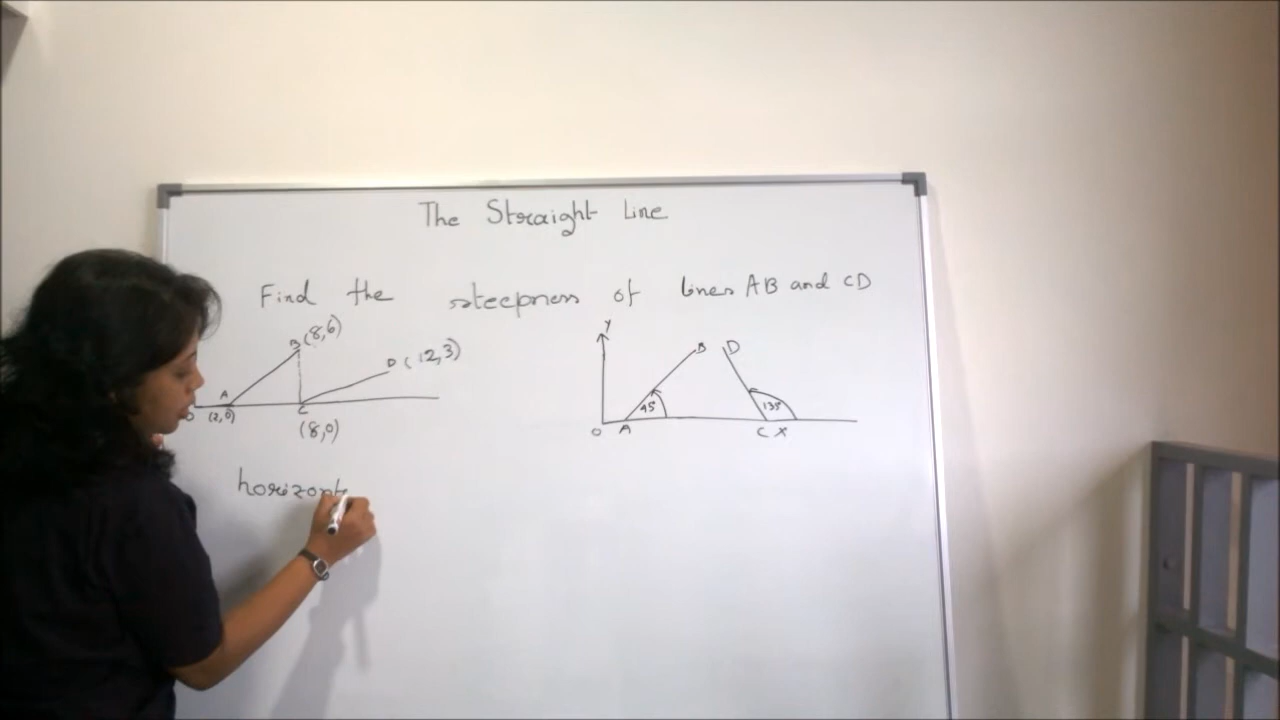 The Straight Line
Find the steepness of lines AB and CD
B (8,6)
D (12,3)
A
(2,0)
C
(8,0)
Y
B D
45 135
O A C X
horizont